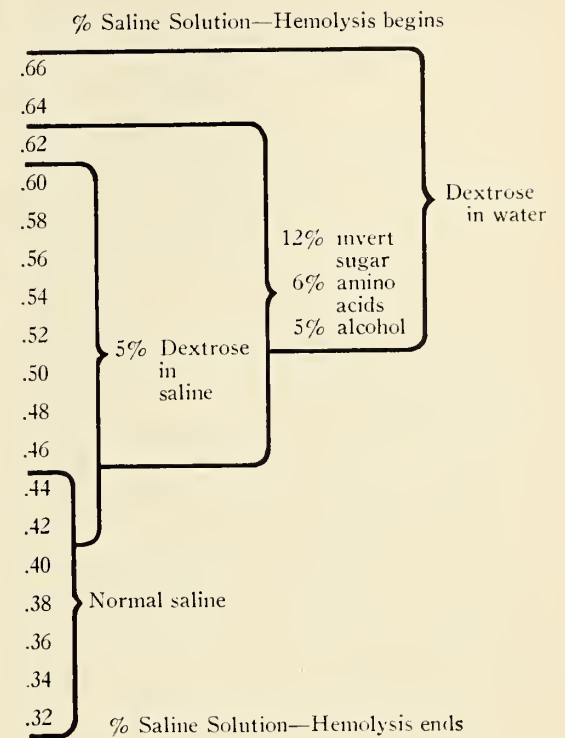 % Saline Solution—Hemolysis begins
.66
.64
.62
.60
.58
.56
.54
.52
.50
.48
.46
.44
.42
.40
.38
.36
.34
.32
Dextrose
in water
12% invert
sugar
6% amino
acids
5% alcohol
5% Dextrose
in
saline
Normal saline
% Saline Solution—Hemolysis ends